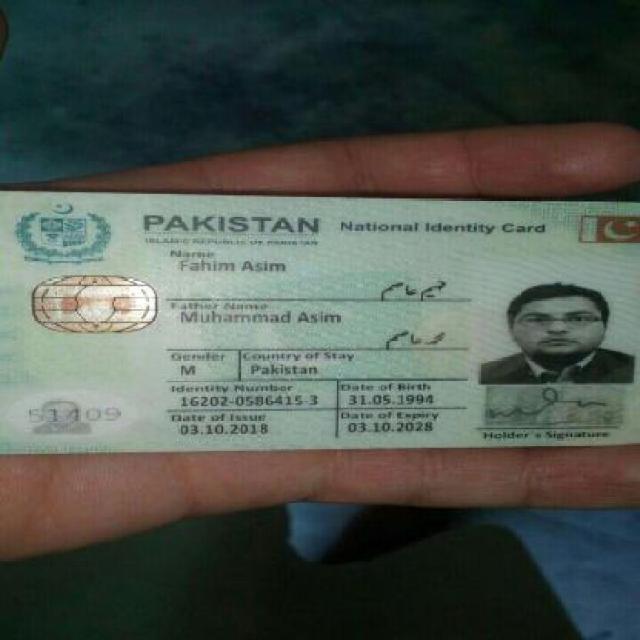 PAKISTAN National Identity Card
ISLAMIC REPUBLIC OF PAKISTAN
Name
Fahim Asim
فہیم عاصم
Father Name
Muhammad Asim
محمد عاصم
Gender Country of Stay
M Pakistan
Identity Number Date of Birth
16202-0586415-3 31.05.1994
Date of Issue Date of Expiry
03.10.2018 03.10.2028
Holder's Signature